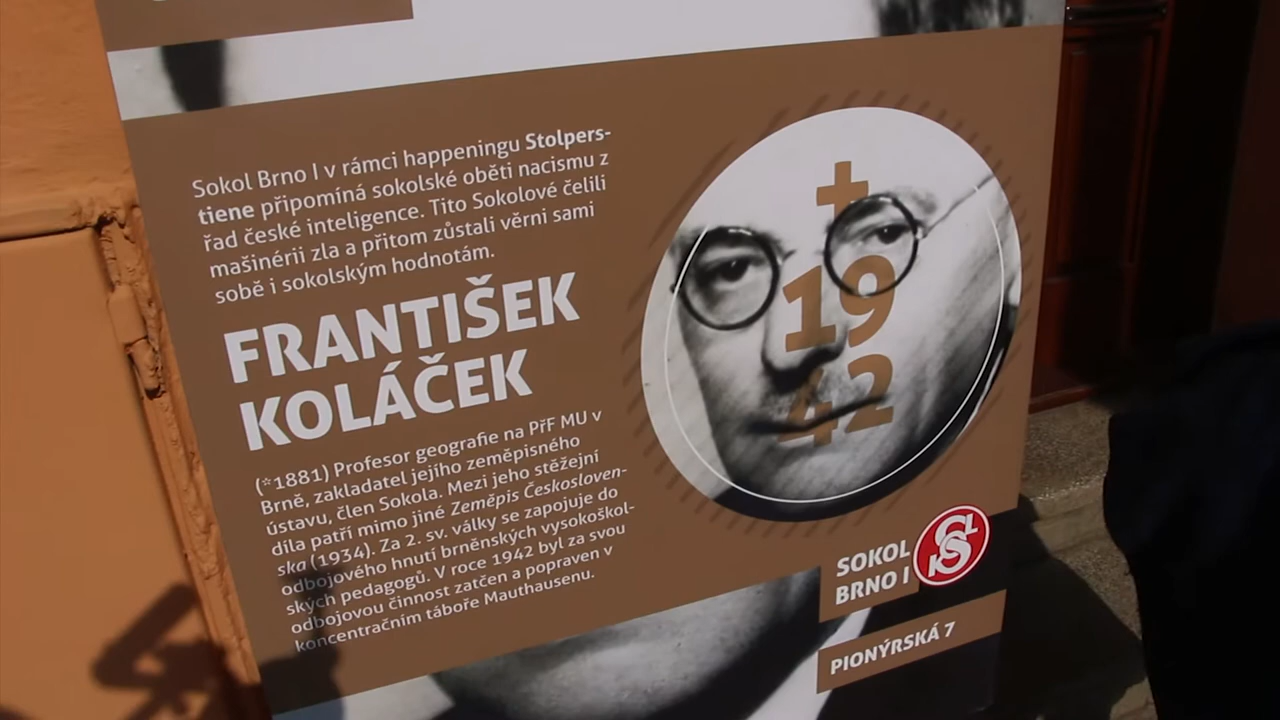 Sokol Brno I v rámci happeningu Stolpers-
tiene připomíná sokolské oběti nacismu z
řad české inteligence. Tito Sokolové čelili
mašinérii zla a přitom zůstali věrni sami
sobě i sokolským hodnotám.
FRANTIŠEK
KOLÁČEK
(*1881) Profesor geografie na PřF MU v
Brně, zakladatel jejího zeměpisného
ústavu, člen Sokola. Mezi jeho stěžejní
díla patří mimo jiné Zeměpis Českosloven-
ska (1934). Za 2. sv. války se zapojuje do
odbojového hnutí brněnských vysokoškol-
ských pedagogů. V roce 1942 byl za svou
odbojovou činnost zatčen a popraven v
koncentračním táboře Mauthausenu.
†
19
42
SOKOL
BRNO I
PIONÝRSKÁ 7